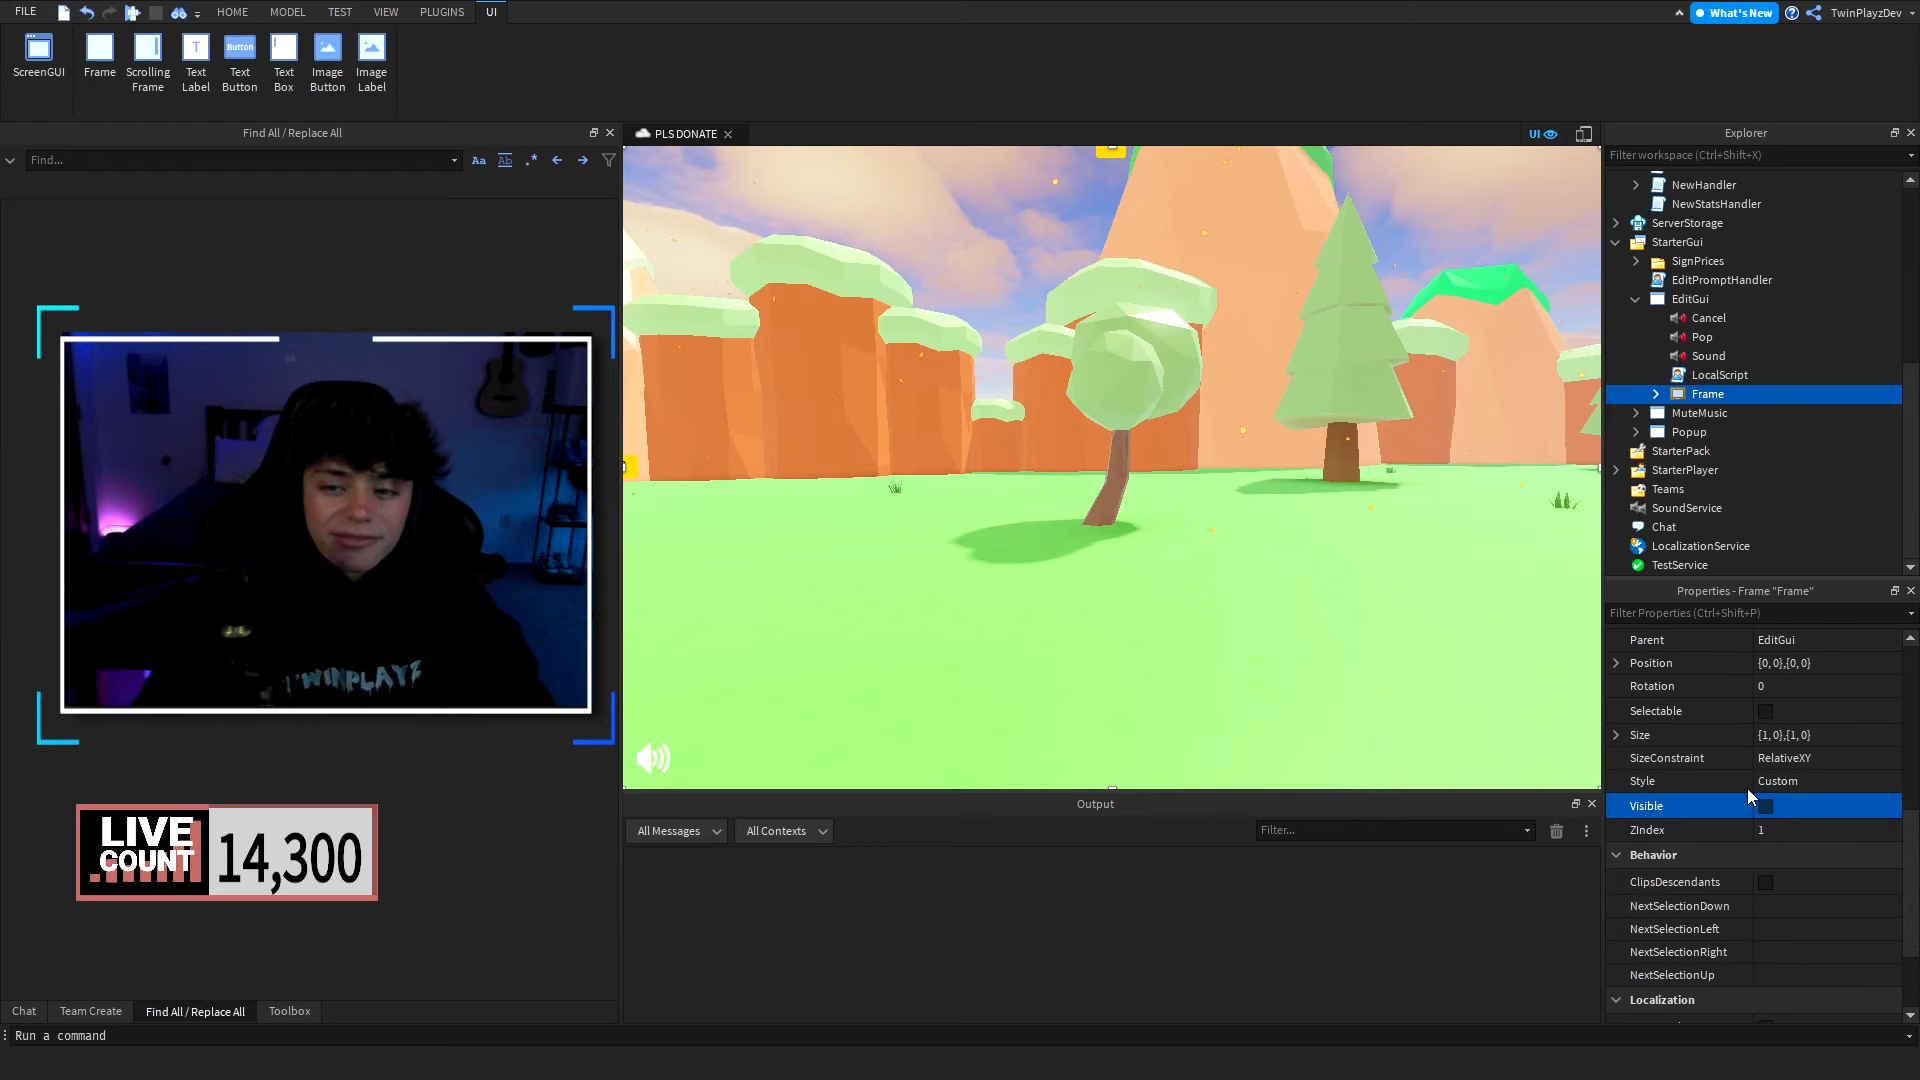 FILE
HOME
MODEL
TEST
VIEW
PLUGINS
UI
What's New
TwinPlayzDev
ScreenGUI
Frame
Scrolling
Frame
T
Text
Label
Button
Text
Button
Text
Box
Image
Button
Image
Label
Find All / Replace All
Find...
Aa
Ab
.*
PLS DONATE
UI
Explorer
Filter workspace (Ctrl+Shift+X)
NewHandler
NewStatsHandler
ServerStorage
StarterGui
SignPrices
EditPromptHandler
EditGui
Cancel
Pop
Sound
LocalScript
Frame
MuteMusic
Popup
StarterPack
StarterPlayer
Teams
SoundService
Chat
LocalizationService
TestService
Properties - Frame "Frame"
Filter Properties (Ctrl+Shift+P)
Parent EditGui
Position {0, 0},{0, 0}
Rotation 0
Selectable
Size {1, 0},{1, 0}
SizeConstraint RelativeXY
Style Custom
Visible
ZIndex 1
Behavior
ClipsDescendants
NextSelectionDown
NextSelectionLeft
NextSelectionRight
NextSelectionUp
Localization
TWINPLAYZ
LIVE
COUNT
14,300
Output
All Messages
All Contexts
Filter...
Chat
Team Create
Find All / Replace All
Toolbox
Run a command